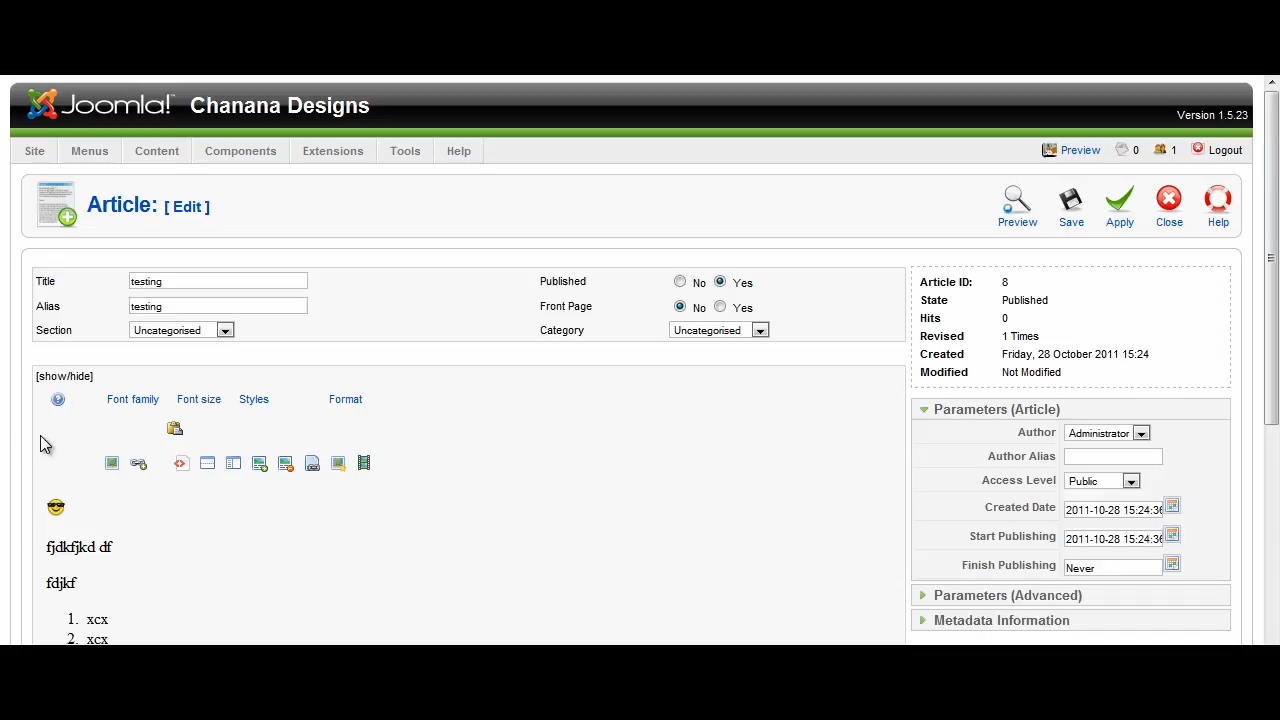 Joomla! Chanana Designs
Version 1.5.23
Site Menus Content Components Extensions Tools Help Preview 0 1 Logout
Article: [ Edit ]
Preview Save Apply Close Help
Title testing Published No Yes
Alias testing Front Page No Yes
Section Uncategorised Category Uncategorised
Article ID: 8
State Published
Hits 0
Revised 1 Times
Created Friday, 28 October 2011 15:24
Modified Not Modified
[show/hide]
Font family Font size Styles Format
fjdkfjkd df
fdjkf
1. xcx
2. xcx
Parameters (Article)
Author Administrator
Author Alias
Access Level Public
Created Date 2011-10-28 15:24:36
Start Publishing 2011-10-28 15:24:36
Finish Publishing Never
Parameters (Advanced)
Metadata Information